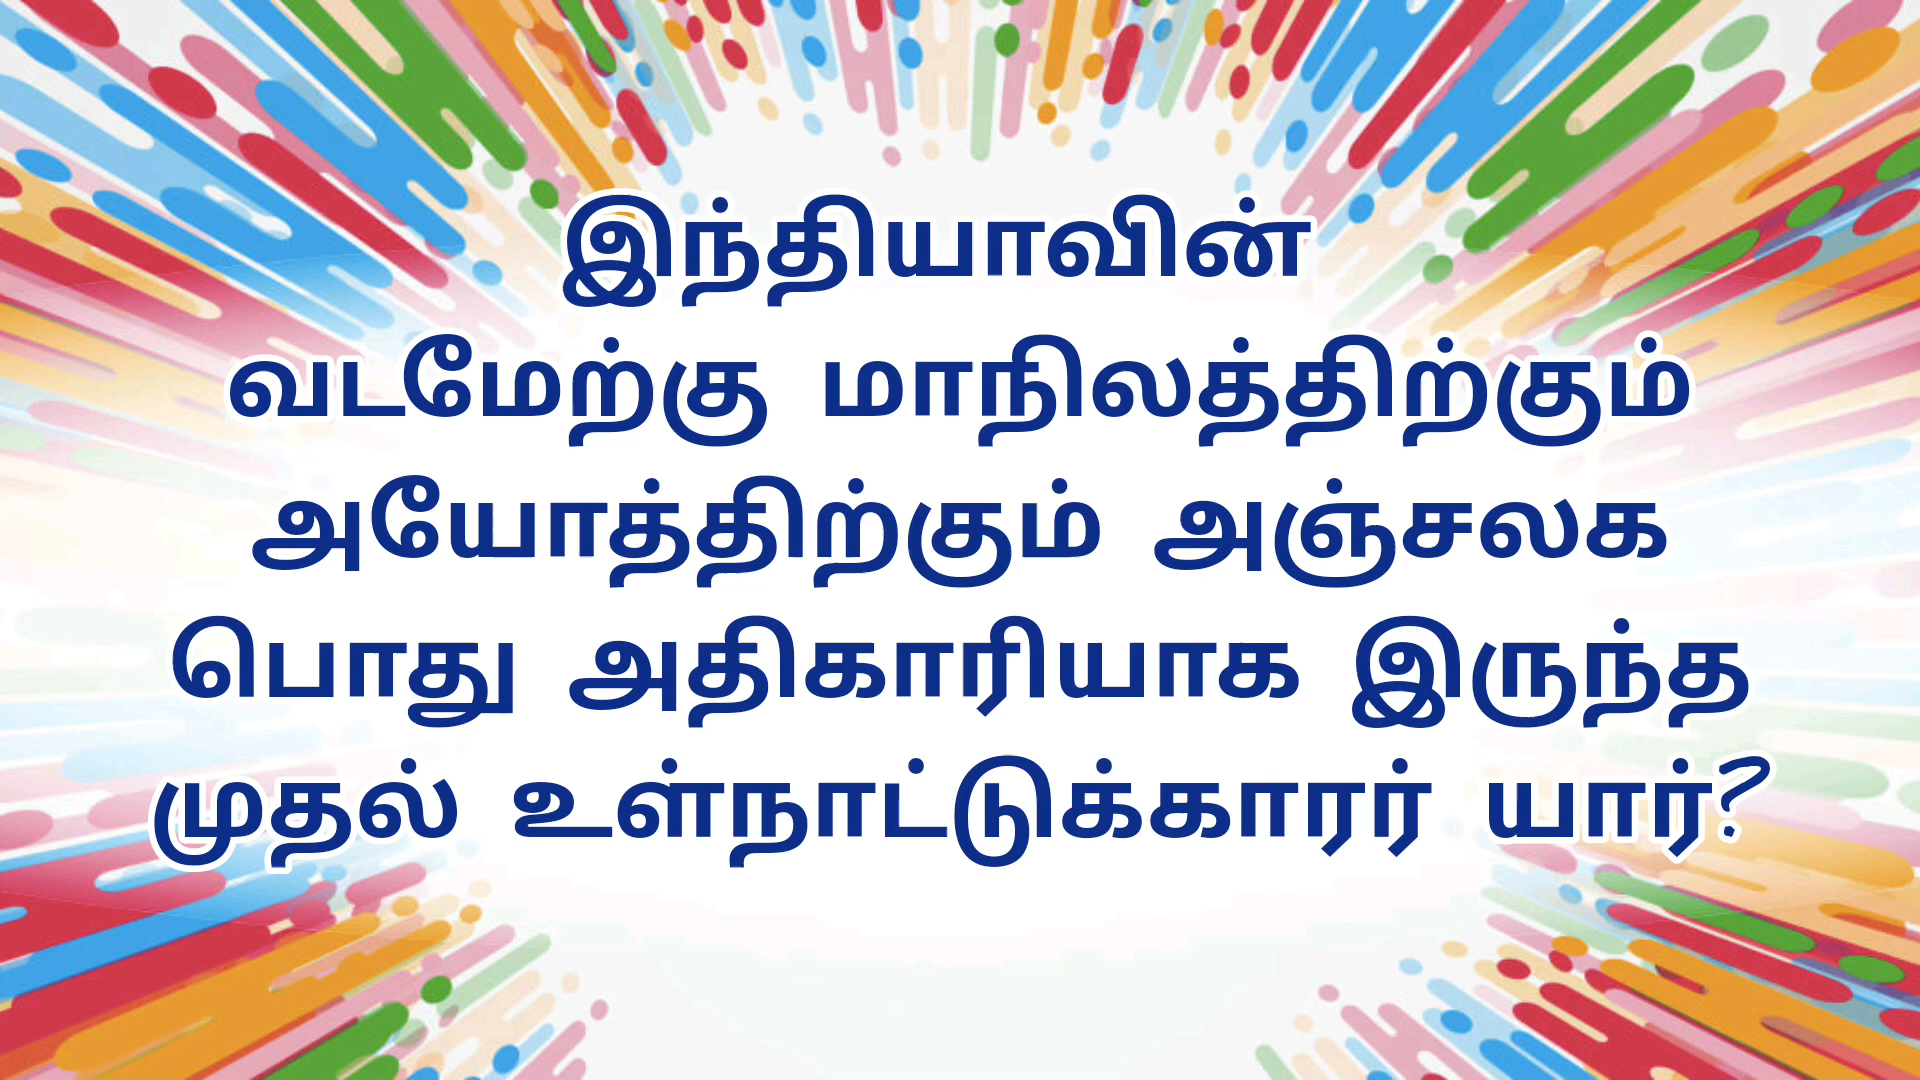 இந்தியாவின்
வடமேற்கு மாநிலத்திற்கும்
அயோத்திற்கும் அஞ்சலக
பொது அதிகாரியாக இருந்த
முதல் உள்நாட்டுக்காரர் யார்?